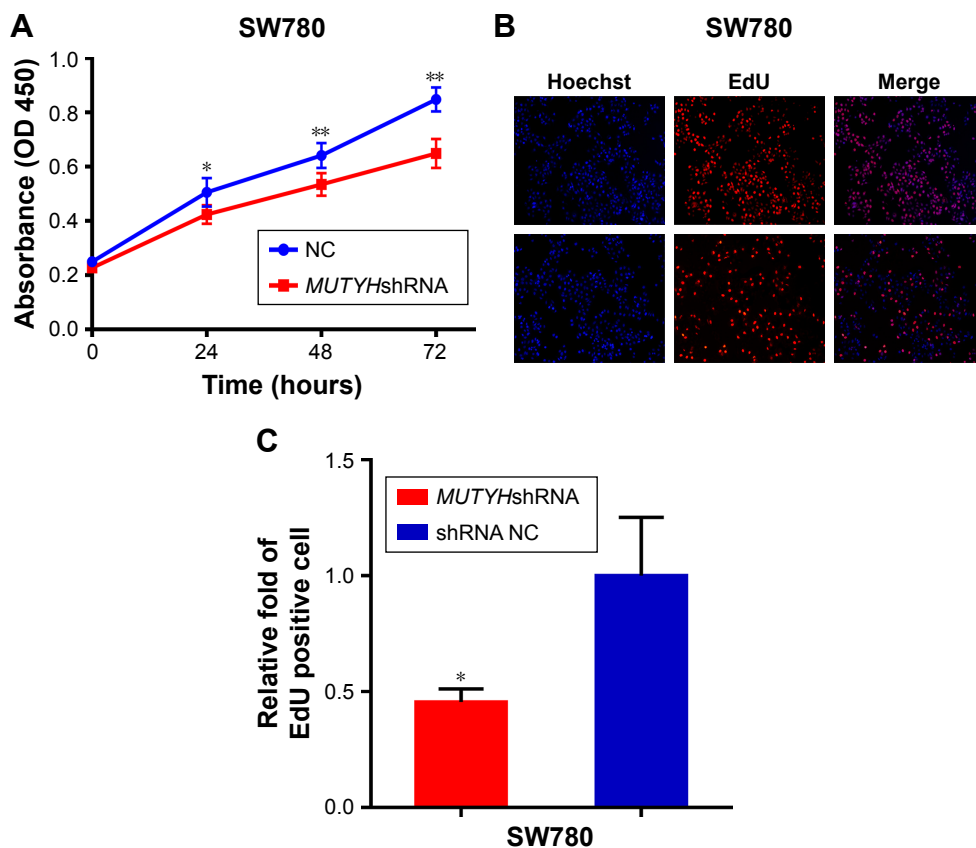 A
SW780
Absorbance (OD 450)
1.0
0.8
0.6
0.4
0.2
0.0
*
**
**
NC
MUTYHshRNA
0 24 48 72
Time (hours)
B
SW780
Hoechst EdU Merge
C
Relative fold of
EdU positive cell
1.5
1.0
0.5
0.0
MUTYHshRNA
shRNA NC
*
SW780